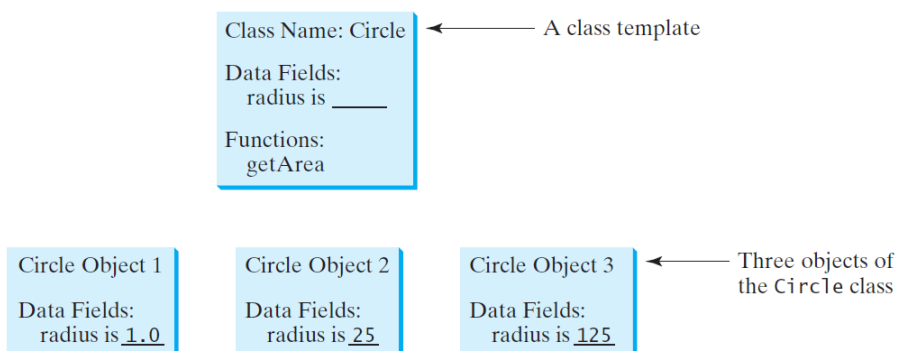 Class Name: Circle
A class template
Data Fields:
radius is _____
Functions:
getArea
Circle Object 1
Data Fields:
radius is 1.0
Circle Object 2
Data Fields:
radius is 25
Circle Object 3
Data Fields:
radius is 125
Three objects of
the Circle class